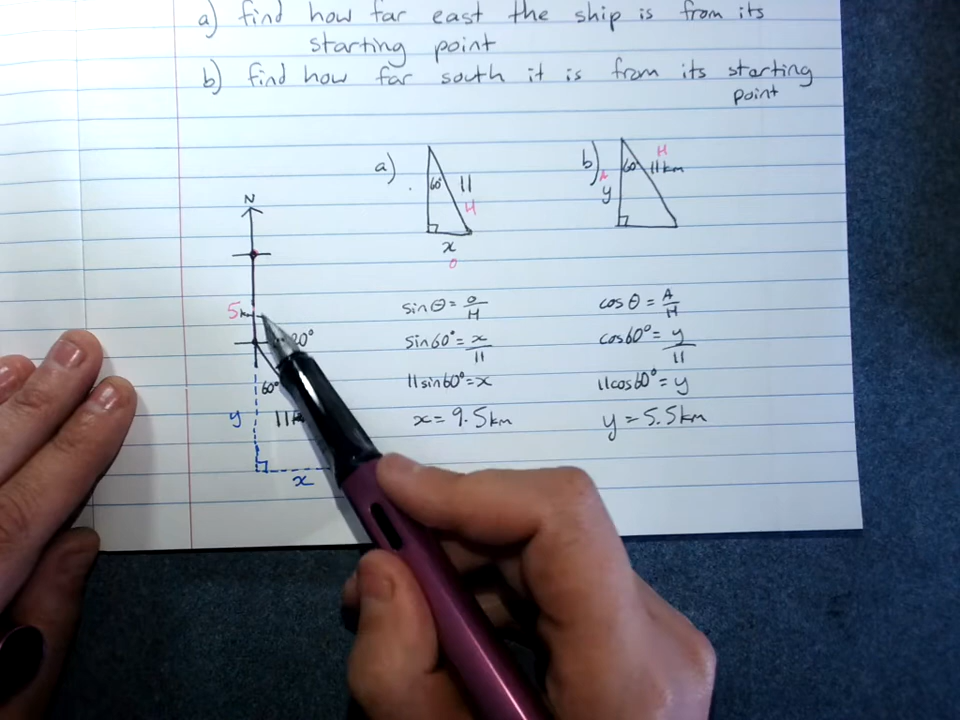 a) find how far east the ship is from its
starting point
b) find how far south it is from its starting
point
a)
60°
11
H
x
O
b)
60°
H
11km
A
y
N
5km
20°
60°
y
11
x
sinθ = O/H
sin60° = x/11
11sin60° = x
x = 9.5km
cosθ = A/H
cos60° = y/11
11cos60° = y
y = 5.5km